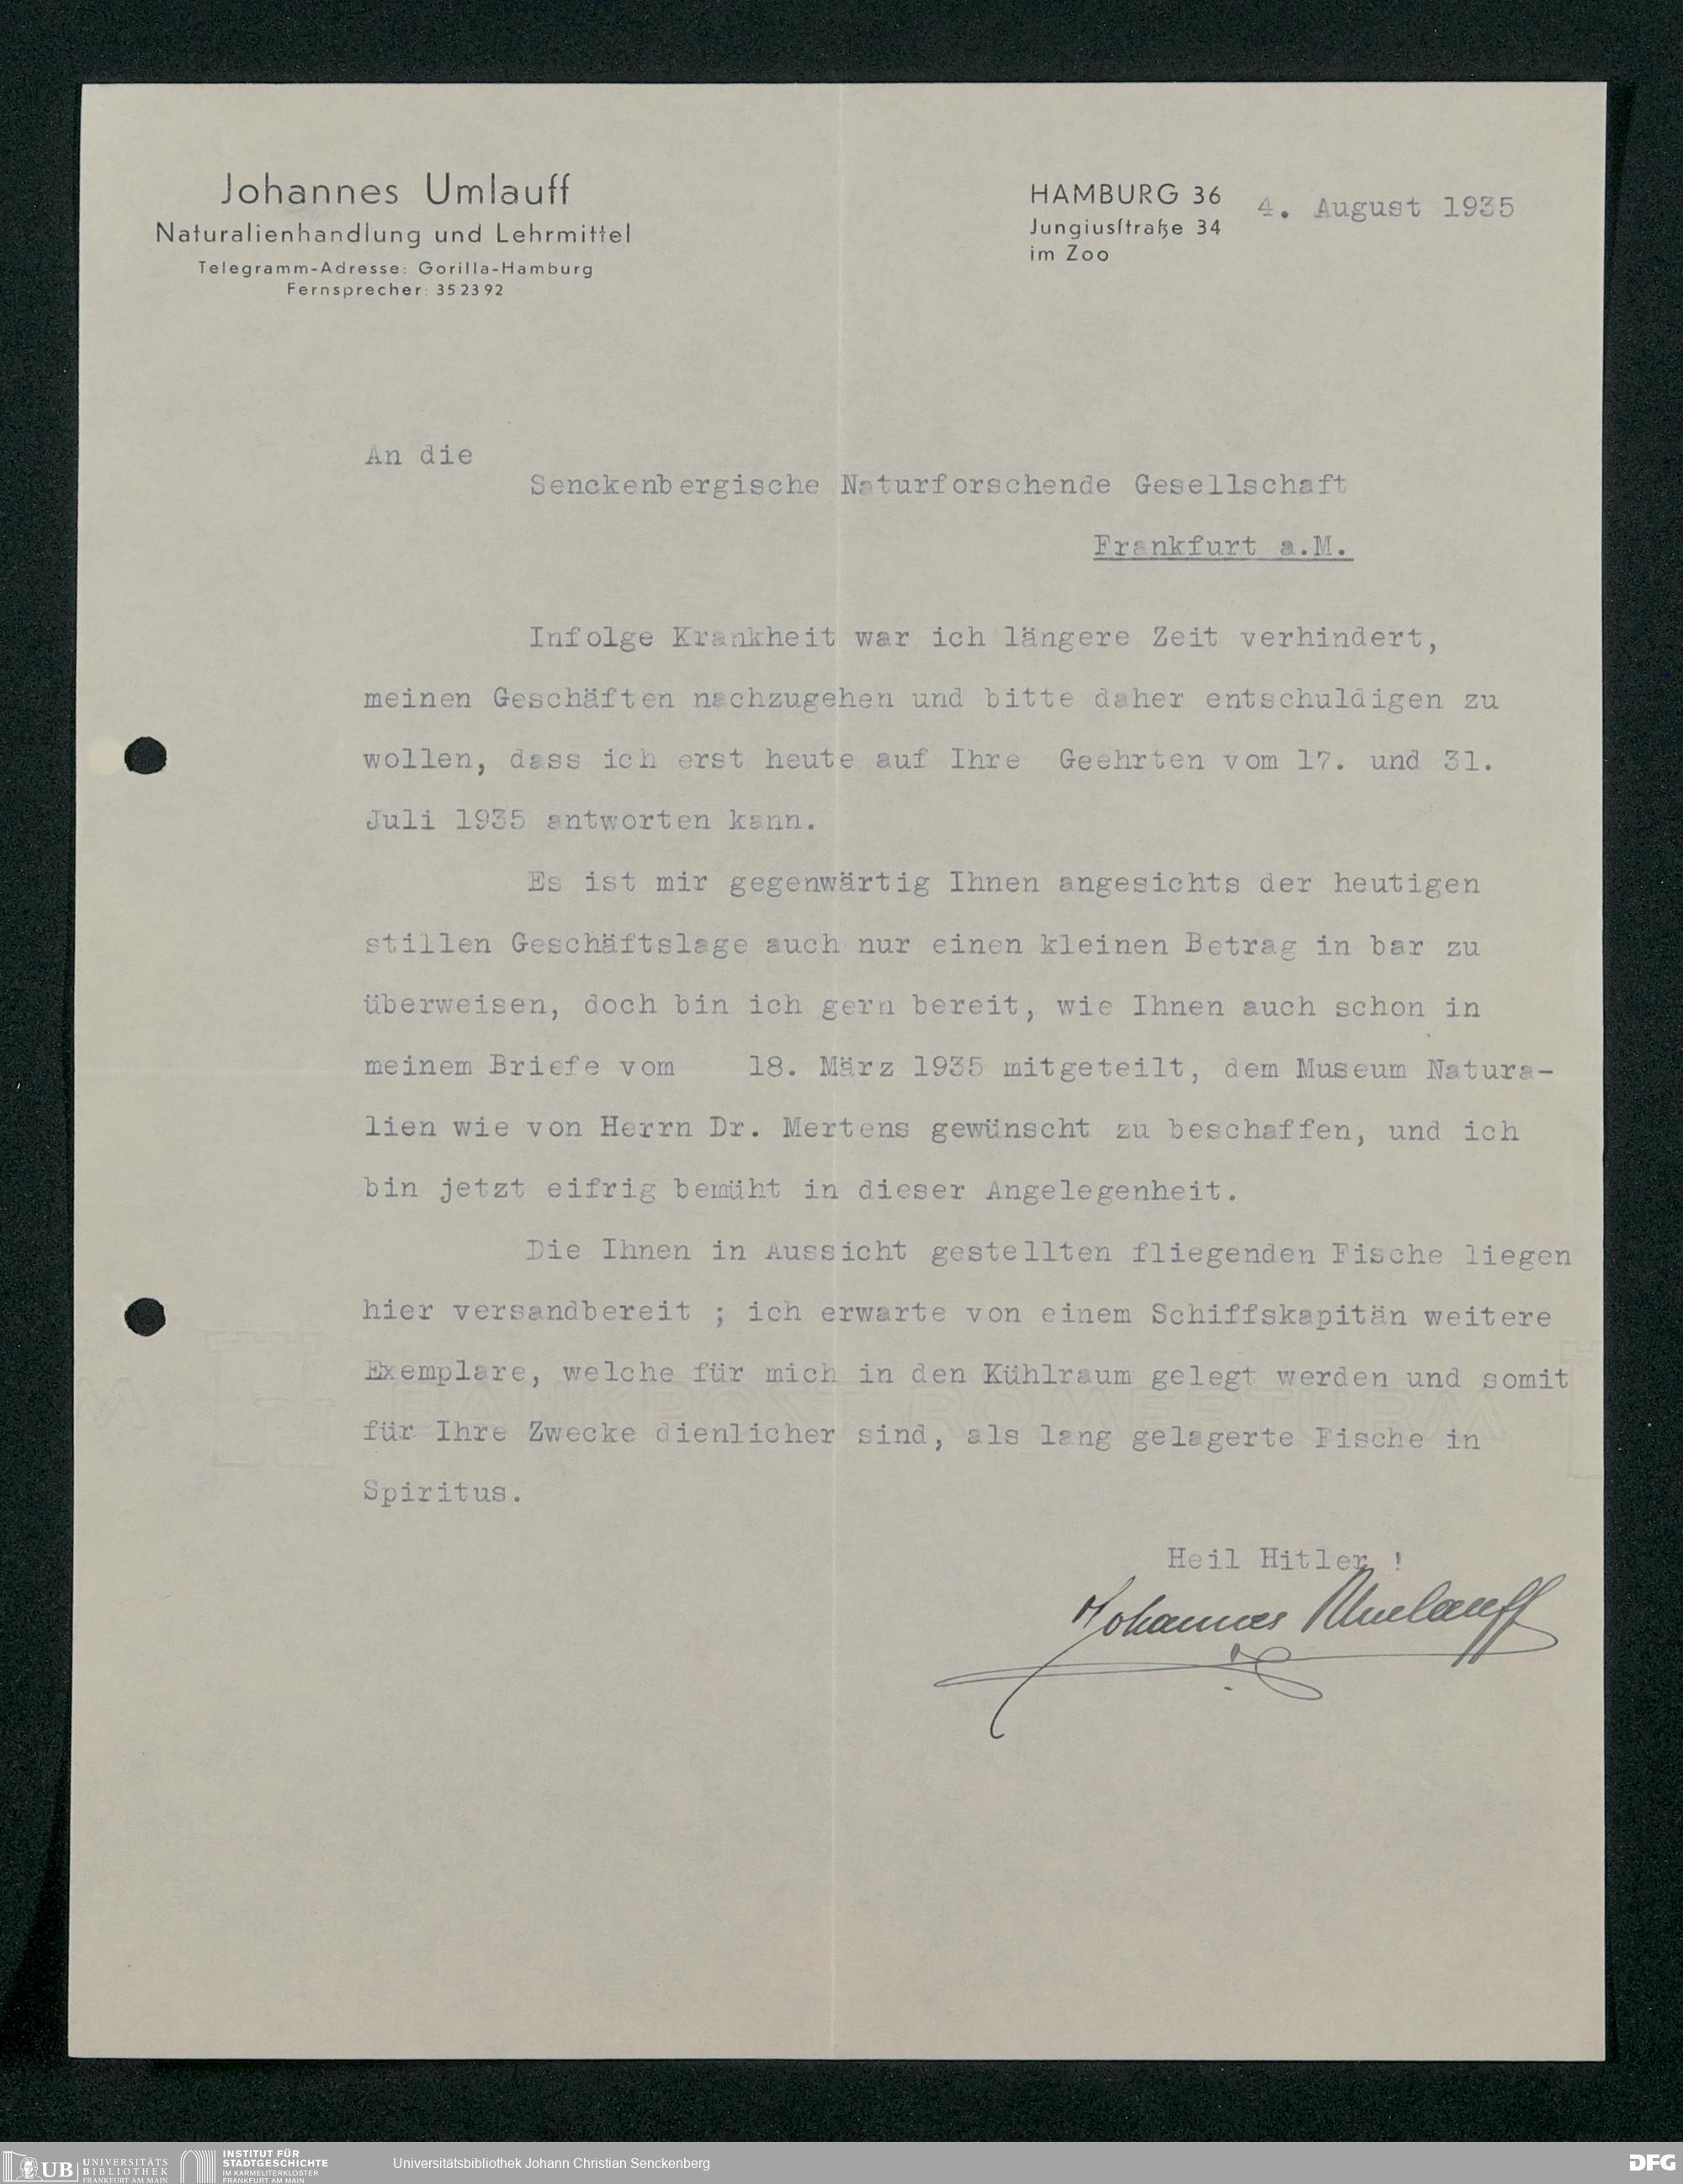 Johannes Umlauff
Naturalienhandlung und Lehrmittel
Telegramm-Adresse: Gorilla-Hamburg
Fernsprecher: 35 23 92
HAMBURG 36
Jungiusſtraße 34
im Zoo
4. August 1935
An die
Senckenbergische Naturforschende Gesellschaft
Frankfurt a.M.
Infolge Krankheit war ich längere Zeit verhindert,
meinen Geschäften nachzugehen und bitte daher entschuldigen zu
wollen, dass ich erst heute auf Ihre Geehrten vom 17. und 31.
Juli 1935 antworten kann.
Es ist mir gegenwärtig Ihnen angesichts der heutigen
stillen Geschäftslage auch nur einen kleinen Betrag in bar zu
überweisen, doch bin ich gern bereit, wie Ihnen auch schon in
meinem Briefe vom 18. März 1935 mitgeteilt, dem Museum Natura-
lien wie von Herrn Dr. Mertens gewünscht zu beschaffen, und ich
bin jetzt eifrig bemüht in dieser Angelegenheit.
Die Ihnen in Aussicht gestellten fliegenden Fische liegen
hier versandbereit ; ich erwarte von einem Schiffskapitän weitere
Exemplare, welche für mich in den Kühlraum gelegt werden und somit
für Ihre Zwecke dienlicher sind, als lang gelagerte Fische in
Spiritus.
Heil Hitler !
Johannes Umlauff
UB UNIVERSITÄTS
BIBLIOTHEK
FRANKFURT AM MAIN
INSTITUT FÜR
STADTGESCHICHTE
IM KARMELITERKLOSTER
FRANKFURT AM MAIN
Universitätsbibliothek Johann Christian Senckenberg
DFG